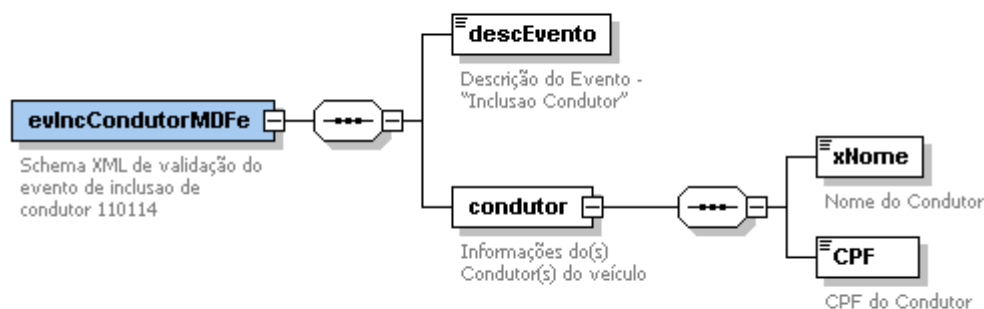 descEvento
Descrição do Evento -
"Inclusao Condutor"
evIncCondutorMDFe
Schema XML de validação do
evento de inclusao de
condutor 110114
condutor
Informações do(s)
Condutor(s) do veículo
xNome
Nome do Condutor
CPF
CPF do Condutor